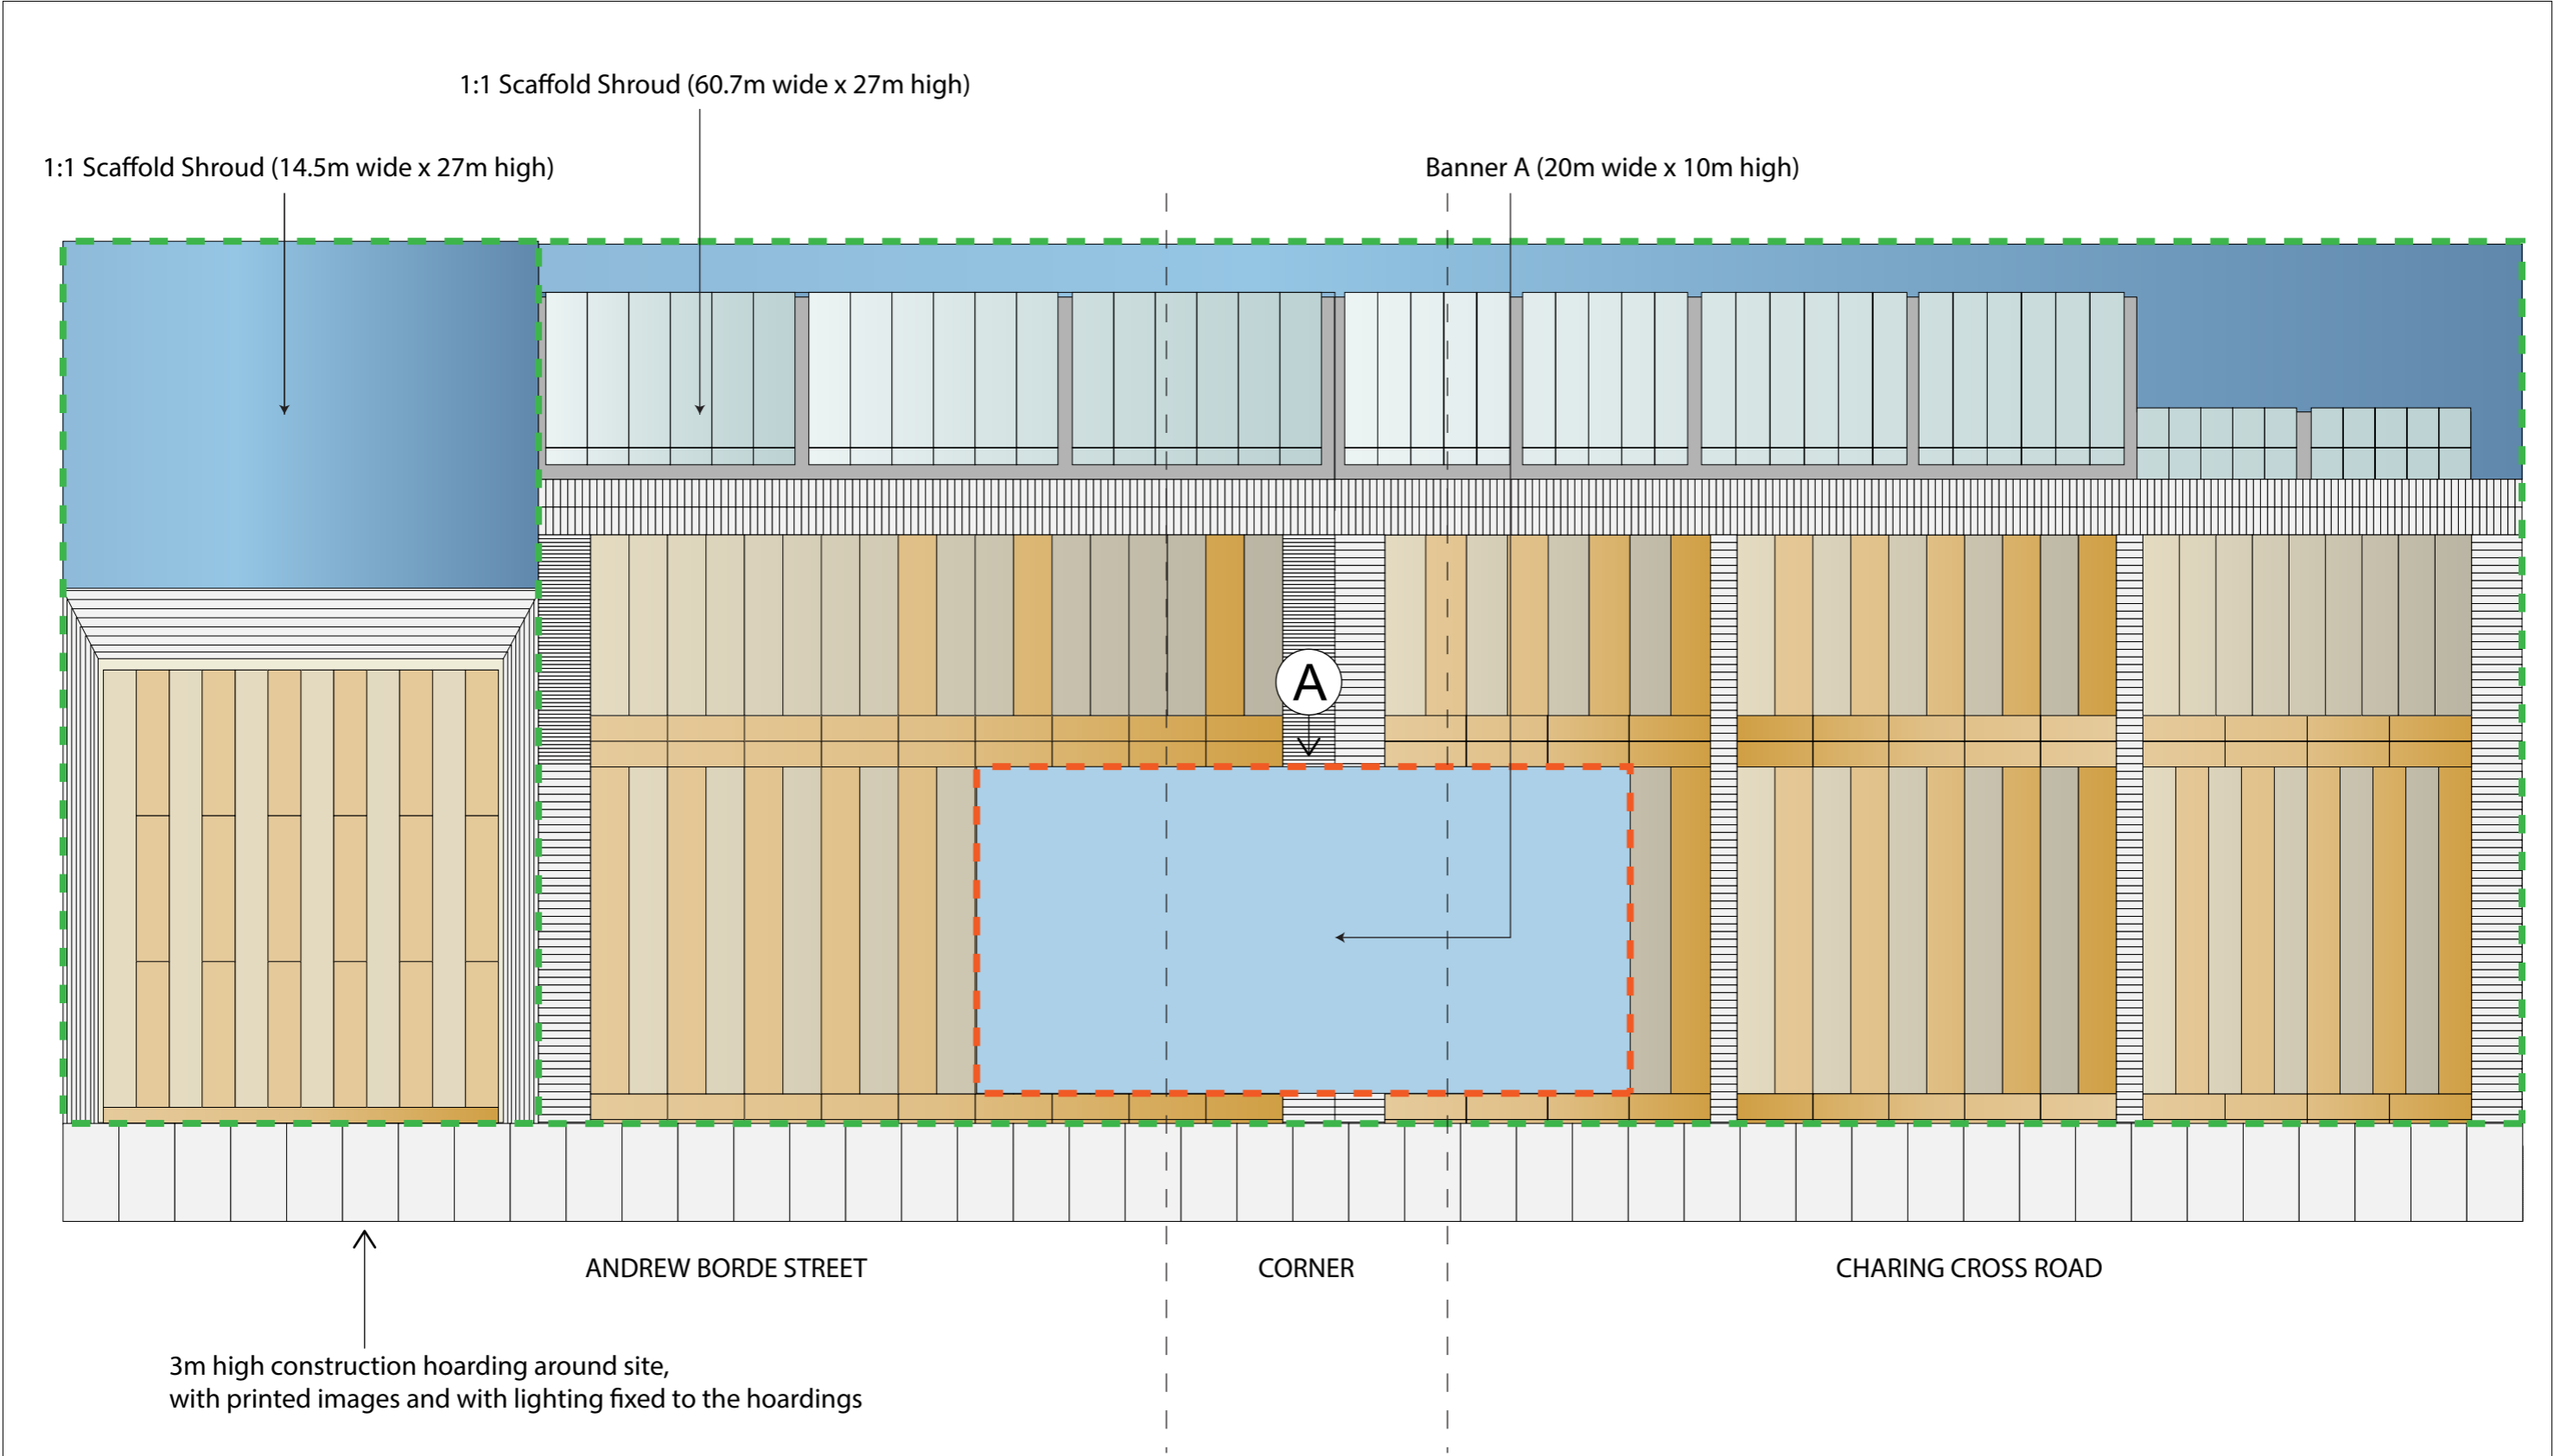 1:1 Scaffold Shroud (60.7m wide x 27m high)
1:1 Scaffold Shroud (14.5m wide x 27m high)
Banner A (20m wide x 10m high)
A
ANDREW BORDE STREET
CORNER
CHARING CROSS ROAD
3m high construction hoarding around site,
with printed images and with lighting fixed to the hoardings